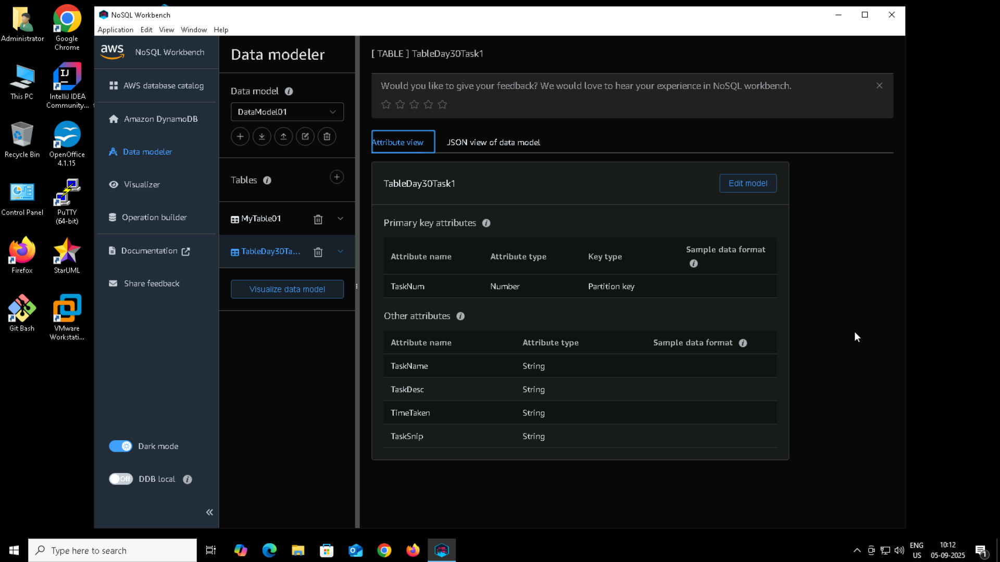 Administrator
Google
Chrome
This PC
IntelliJ IDEA
Community...
Recycle Bin
OpenOffice
4.1.15
Control Panel
PuTTY
(64-bit)
Firefox
StarUML
Git Bash
VMware
Workstati...
NoSQL Workbench
Application Edit View Window Help
aws NoSQL Workbench
AWS database catalog
Amazon DynamoDB
Data modeler
Visualizer
Operation builder
Documentation
Share feedback
Dark mode
Off DDB local
Data modeler
Data model
DataModel01
Tables
MyTable01
TableDay30Ta...
Visualize data model
[ TABLE ] TableDay30Task1
Would you like to give your feedback? We would love to hear your experience in NoSQL workbench.
Attribute view JSON view of data model
TableDay30Task1 Edit model
Primary key attributes
Attribute name Attribute type Key type Sample data format
TaskNum Number Partition key
Other attributes
Attribute name Attribute type Sample data format
TaskName String
TaskDesc String
TimeTaken String
TaskSnip String
Type here to search
ENG
US
10:12
05-09-2025
1